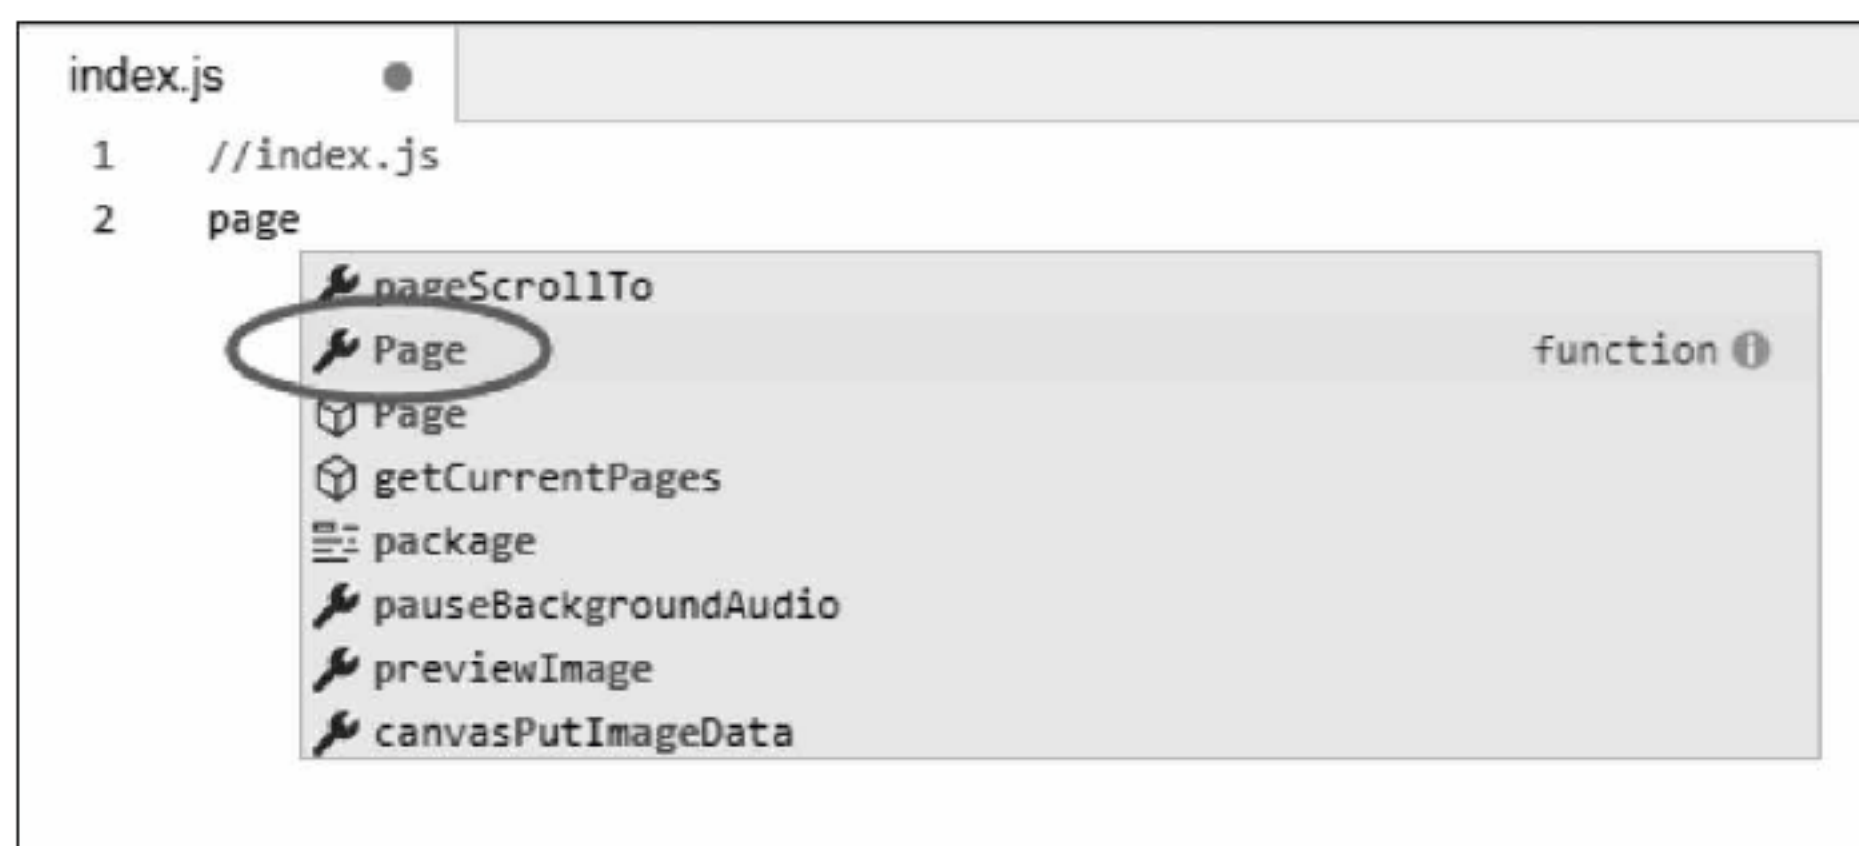 index.js
1 //index.js
2 page
pageScrollTo
Page function
Page
getCurrentPages
package
pauseBackgroundAudio
previewImage
canvasPutImageData